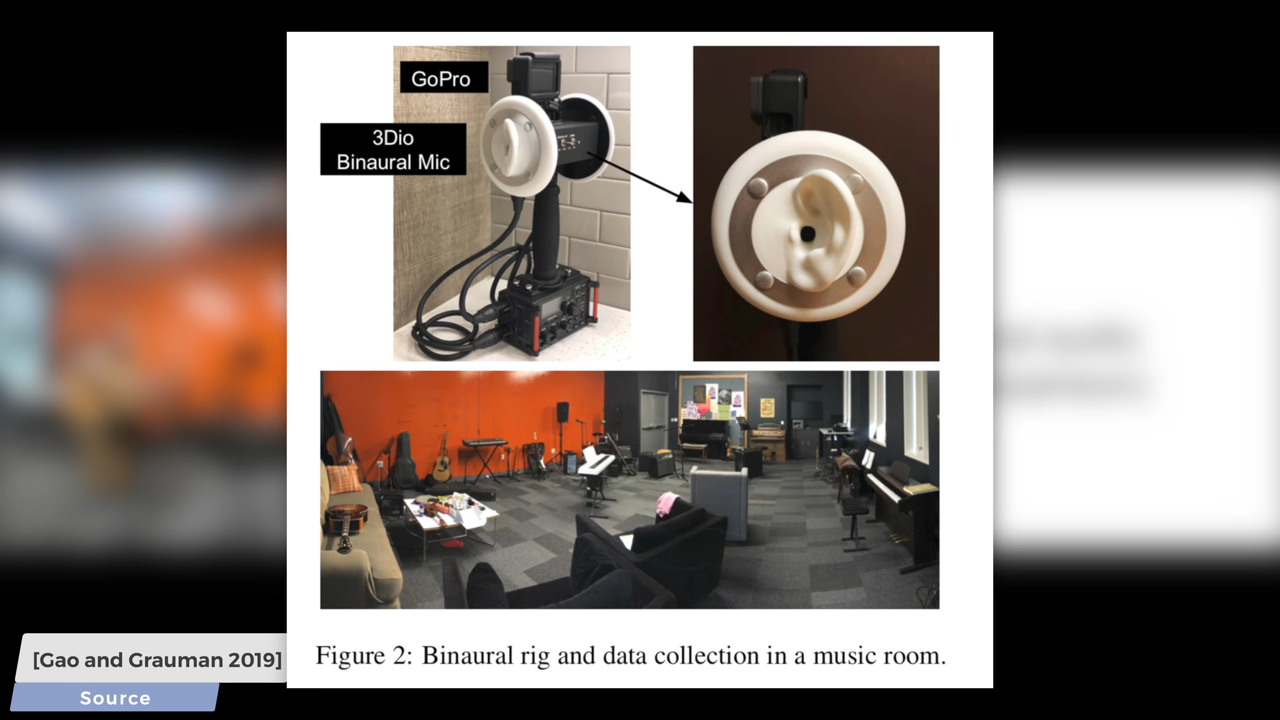 GoPro
3Dio
Binaural Mic
Figure 2: Binaural rig and data collection in a music room.
[Gao and Grauman 2019]
Source